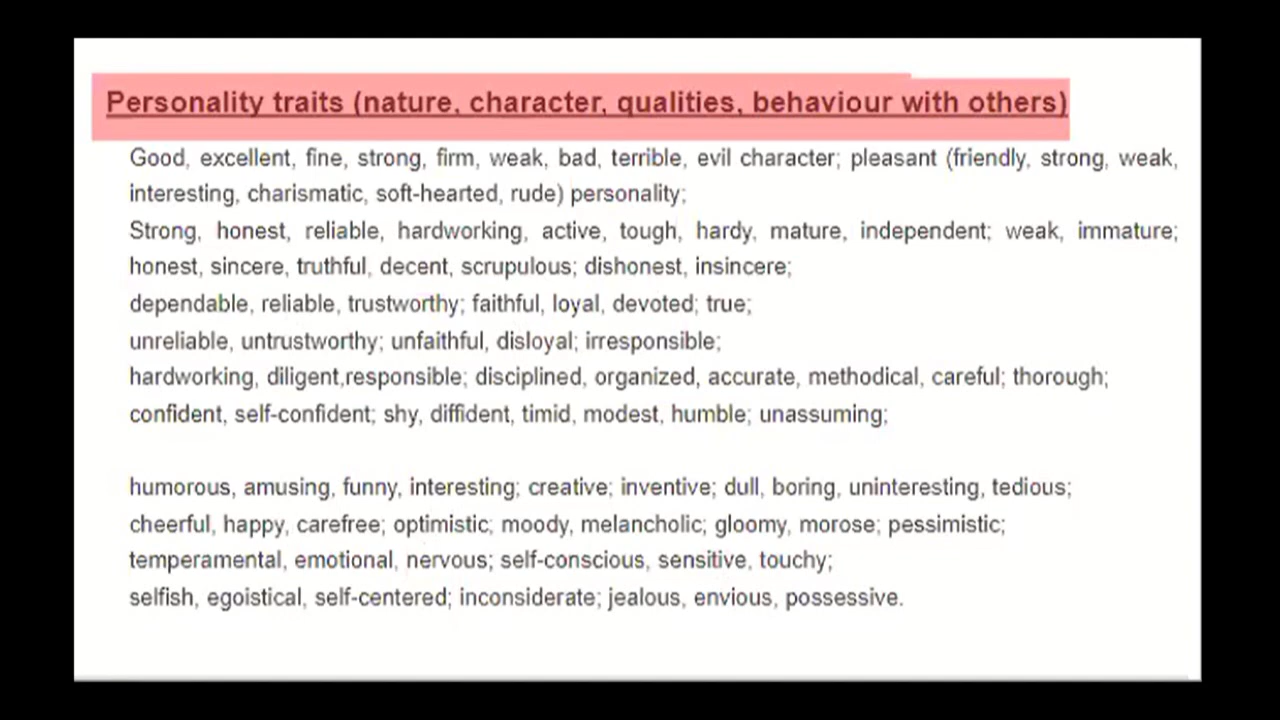 Personality traits (nature, character, qualities, behaviour with others)
Good, excellent, fine, strong, firm, weak, bad, terrible, evil character; pleasant (friendly, strong, weak,
interesting, charismatic, soft-hearted, rude) personality;
Strong, honest, reliable, hardworking, active, tough, hardy, mature, independent; weak, immature;
honest, sincere, truthful, decent, scrupulous; dishonest, insincere;
dependable, reliable, trustworthy; faithful, loyal, devoted; true;
unreliable, untrustworthy; unfaithful, disloyal; irresponsible;
hardworking, diligent,responsible; disciplined, organized, accurate, methodical, careful; thorough;
confident, self-confident; shy, diffident, timid, modest, humble; unassuming;
humorous, amusing, funny, interesting; creative; inventive; dull, boring, uninteresting, tedious;
cheerful, happy, carefree; optimistic; moody, melancholic; gloomy, morose; pessimistic;
temperamental, emotional, nervous; self-conscious, sensitive, touchy;
selfish, egoistical, self-centered; inconsiderate; jealous, envious, possessive.